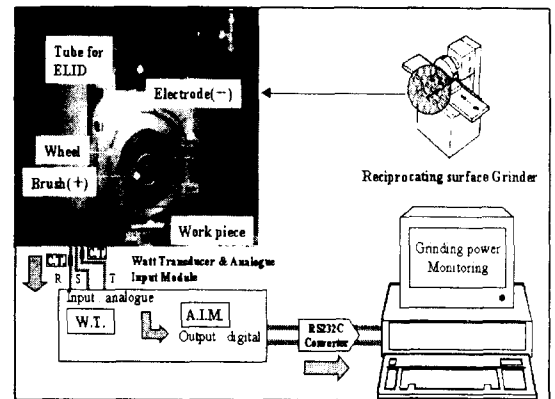 Tube for
ELID
Electrode(−)
Wheel
Brush(+)
Work piece
Reciprocating surface Grinder
C.T
C.T
R S T
Watt Transducer & Analogue
Input Module
Input analogue
W.T.
A.I.M.
Output digital
RS232C
Convertor
Grinding power
Monitoring